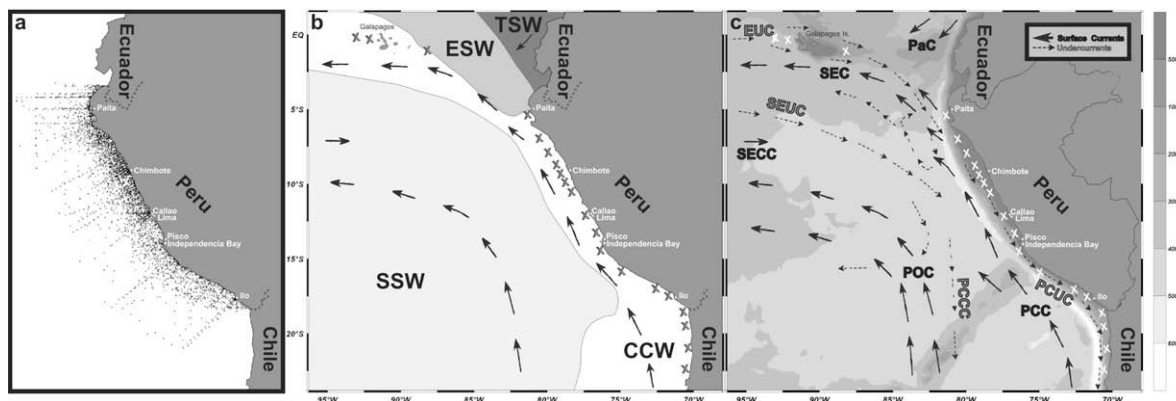 a
Ecuador
Paita
Chimbote
Peru
Callao
Lima
Pisco
Independencia Bay
Ilo
Chile
b
EQ
5°S
10°S
15°S
20°S
Galapagos
TSW
ESW
Ecuador
Paita
Chimbote
Peru
Callao
Lima
Pisco
Independencia Bay
SSW
Ilo
CCW
Chile
95°W
90°W
85°W
80°W
75°W
70°W
c
EUC
Galapagos Is.
PaC
Ecuador
Surface Currents
Undercurrents
SEC
SEUC
Paita
SECC
Chimbote
Peru
Callao
Lima
Pisco
Independencia Bay
POC
PCCC
PCUC
Ilo
PCC
Chile
95°W
90°W
85°W
80°W
75°W
70°W